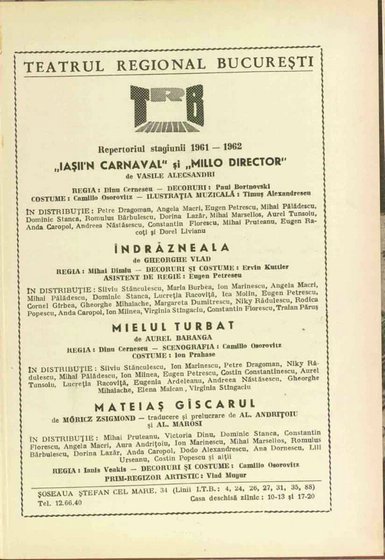 TEATRUL REGIONAL BUCUREȘTI
TRB
Repertoriul stagiunii 1961 — 1962
„IAȘII'N CARNAVAL" și „MILLO DIRECTOR"
de VASILE ALECSANDRI
REGIA : Dinu Cernescu — DECORURI : Paul Bortnovski
COSTUME : Camillo Osorovitz — ILUSTRAȚIA MUZICALĂ : Timuș Alexandrescu
ÎN DISTRIBUȚIE : Petre Dragoman, Angela Macri, Eugen Petrescu, Mihai Pălădescu,
Dominic Stanca, Romulus Bărbulescu, Dorina Lazăr, Mihai Marsellos, Aurel Tunsoiu,
Anda Caropol, Andreea Năstăsescu, Constantin Florescu, Mihai Pruteanu, Eugen Ra-
coți și Dorel Livianu
ÎNDRĂZNEALA
de GHEORGHE VLAD
REGIA : Mihai Dimiu — DECORURI ȘI COSTUME : Ervin Kuttler
ASISTENT DE REGIE : Eugen Petrescu
ÎN DISTRIBUȚIE : Silviu Stănculescu, Maria Burbea, Ion Marinescu, Angela Macri,
Mihai Pălădescu, Dominic Stanca, Lucreția Racoviță, Ica Molin, Eugen Petrescu,
Cornel Gîrbea, Gheorghe Mihalache, Margareta Dumitrescu, Niky Rădulescu, Rodica
Popescu, Anda Caropol, Ion Mînea, Virginia Stîngaciu, Constantin Florescu, Traian Păruș
MIELUL TURBAT
de AUREL BARANGA
REGIA : Dinu Cernescu — SCENOGRAFIA : Camillo Osorovitz
COSTUME : Ion Prahase
ÎN DISTRIBUȚIE : Silviu Stănculescu, Ion Marinescu, Petre Dragoman, Niky Ră-
dulescu, Mihai Pălădescu, Ion Mînea, Eugen Petrescu, Costin Constantinescu, Aurel
Tunsoiu, Lucreția Racoviță, Eugenia Ardeleanu, Andreea Năstăsescu, Gheorghe
Mihalache, Elena Maican, Virginia Stîngaciu
MATEIAȘ GÎSCARUL
de MÓRICZ ZSIGMOND — traducere și prelucrare de AL. ANDRIȚOIU
și AL. MAROSI
ÎN DISTRIBUȚIE : Mihai Pruteanu, Victoria Dinu, Dominic Stanca, Constantin
Florescu, Angela Macri, Aura Andrițoiu, Ion Marinescu, Mihai Marsellos, Romulus
Bărbulescu, Dorina Lazăr, Anda Caropol, Dodo Alexandrescu, Ana Dornescu, Lili
Urseanu, Costin Popescu și alții
REGIA : Ianis Veakis — DECORURI ȘI COSTUME : Camillo Osorovitz
PRIM-REGIZOR ARTISTIC : Vlad Mugur
ȘOSEAUA ȘTEFAN CEL MARE, 34 (Linii I.T.B. : 4, 24, 26, 27, 31, 35, 88)
Tel. 12.66.40 Casa deschisă zilnic : 10-13 și 17-20